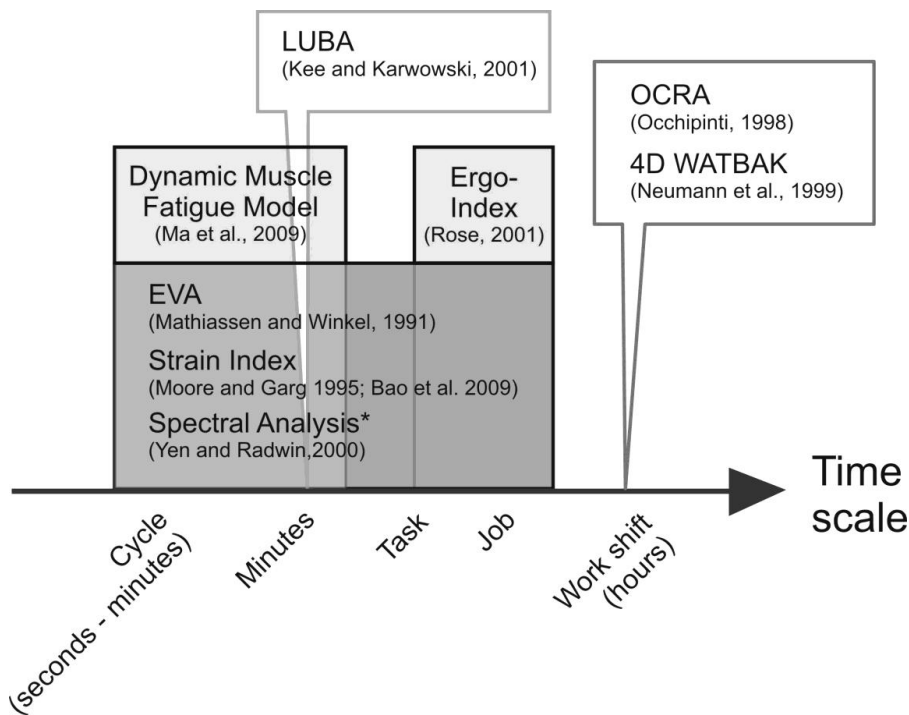 LUBA
(Kee and Karwowski, 2001)
OCRA
(Occhipinti, 1998)
4D WATBAK
(Neumann et al., 1999)
Dynamic Muscle
Fatigue Model
(Ma et al., 2009)
Ergo-
Index
(Rose, 2001)
EVA
(Mathiassen and Winkel, 1991)
Strain Index
(Moore and Garg 1995; Bao et al. 2009)
Spectral Analysis*
(Yen and Radwin,2000)
Time
scale
Cycle
(seconds - minutes)
Minutes
Task
Job
Work shift
(hours)